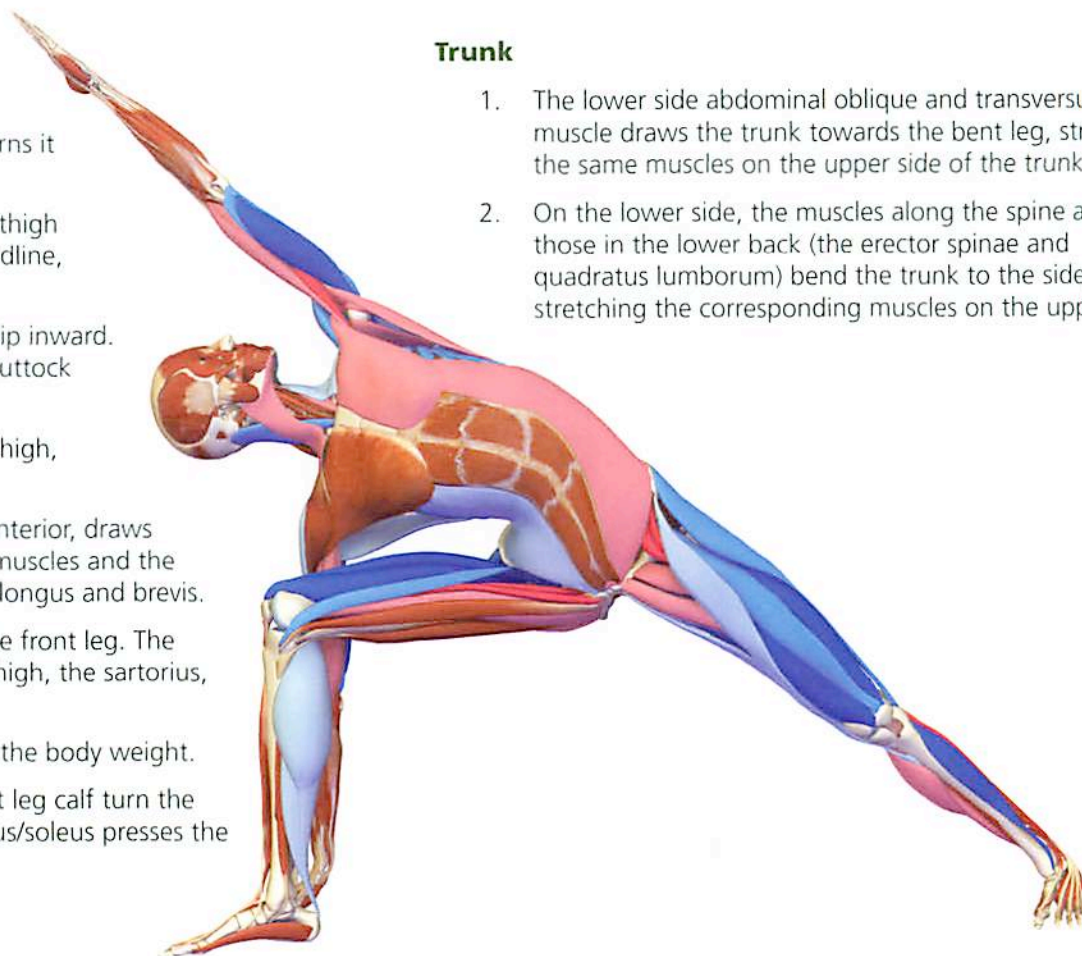 rns it
thigh
dline,
ip inward.
uttock
high,
nterior, draws
muscles and the
longus and brevis.
e front leg. The
high, the sartorius,
the body weight.
t leg calf turn the
us/soleus presses the
Trunk
1. The lower side abdominal oblique and transversu
muscle draws the trunk towards the bent leg, str
the same muscles on the upper side of the trunk
2. On the lower side, the muscles along the spine a
those in the lower back (the erector spinae and
quadratus lumborum) bend the trunk to the side
stretching the corresponding muscles on the upp